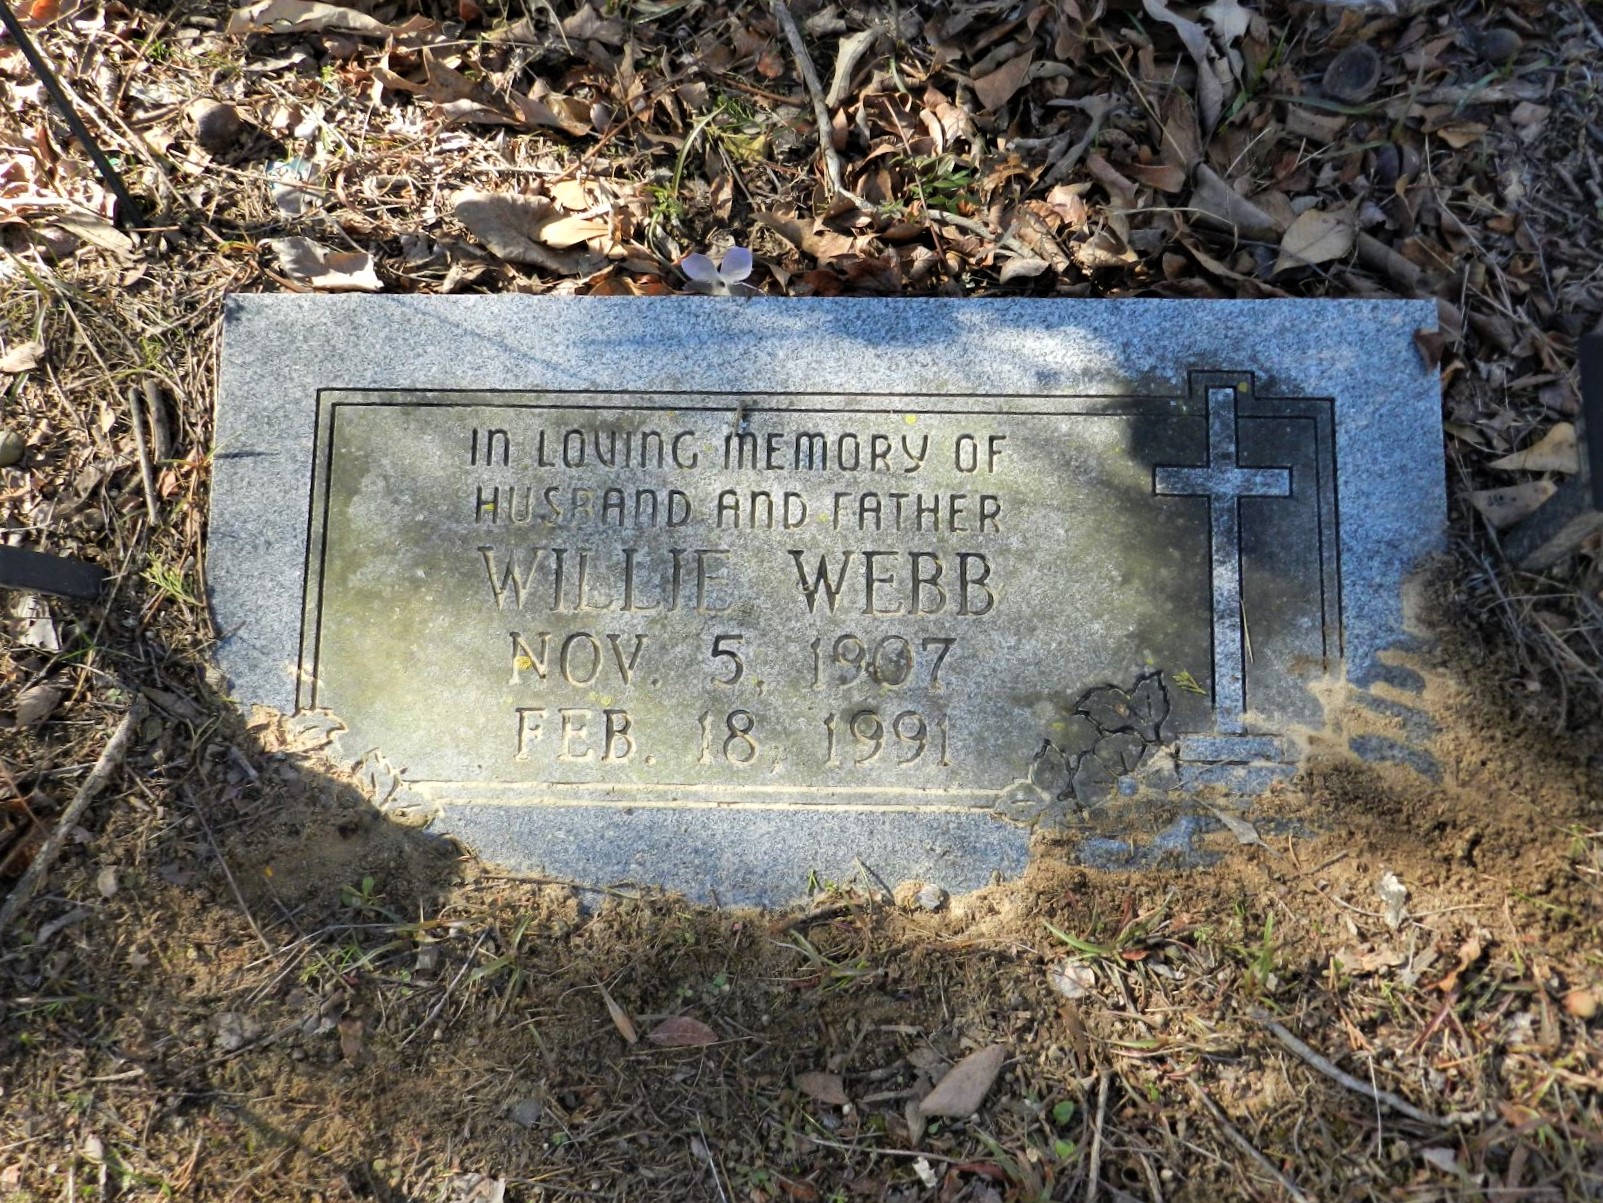 IN LOVING MEMORY OF
HUSBAND AND FATHER
WILLIE WEBB
NOV. 5, 1907
FEB. 18, 1991